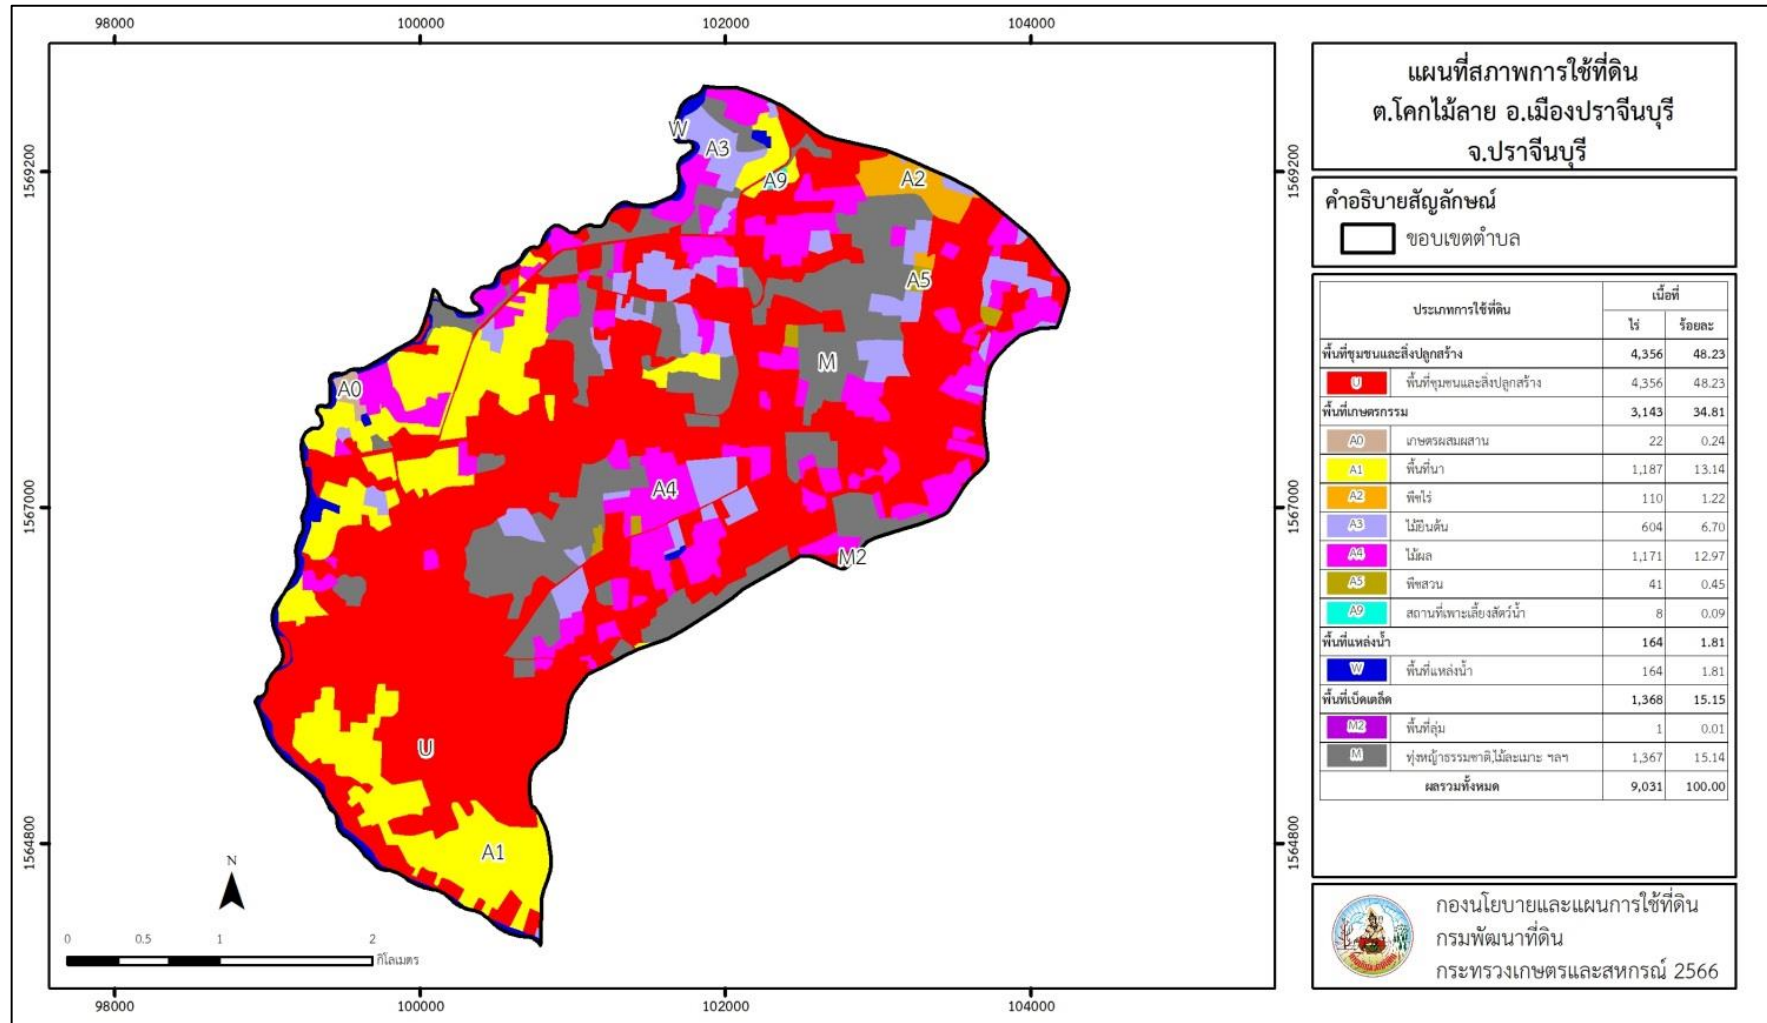 98000 100000 102000 104000
1569200 1569200
1567000 1567000
1564800 1564800
W
A3
A9
A2
A5
M
A0
A4
M2
U
A1
N
0 0.5 1 2
กิโลเมตร
98000 100000 102000 104000
แผนที่สภาพการใช้ที่ดิน
ต.โคกไม้ลาย อ.เมืองปราจีนบุรี
จ.ปราจีนบุรี
คำอธิบายสัญลักษณ์
ขอบเขตตำบล
ประเภทการใช้ที่ดิน เนื้อที่
ไร่ ร้อยละ
พื้นที่ชุมชนและสิ่งปลูกสร้าง 4,356 48.23
U พื้นที่ชุมชนและสิ่งปลูกสร้าง 4,356 48.23
พื้นที่เกษตรกรรม 3,143 34.81
A0 เกษตรผสมผสาน 22 0.24
A1 พื้นที่นา 1,187 13.14
A2 พืชไร่ 110 1.22
A3 ไม้ยืนต้น 604 6.70
A4 ไม้ผล 1,171 12.97
A5 พืชสวน 41 0.45
A9 สถานที่เพาะเลี้ยงสัตว์น้ำ 8 0.09
พื้นที่แหล่งน้ำ 164 1.81
W พื้นที่แหล่งน้ำ 164 1.81
พื้นที่เบ็ดเตล็ด 1,368 15.15
M2 พื้นที่ลุ่ม 1 0.01
M ทุ่งหญ้าธรรมชาติ,ไม้ละเมาะ ฯลฯ 1,367 15.14
ผลรวมทั้งหมด 9,031 100.00
กองนโยบายและแผนการใช้ที่ดิน
กรมพัฒนาที่ดิน
กระทรวงเกษตรและสหกรณ์ 2566